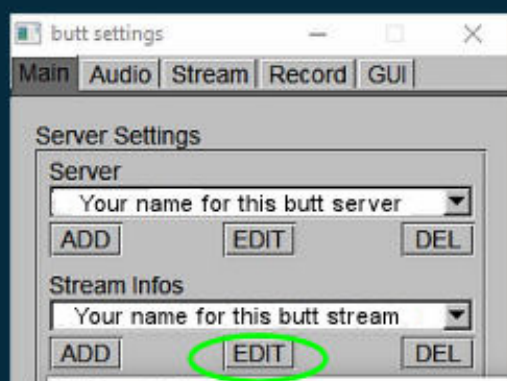 butt settings
Main Audio Stream Record GUI
Server Settings
Server
Your name for this butt server
ADD EDIT DEL
Stream Infos
Your name for this butt stream
ADD EDIT DEL